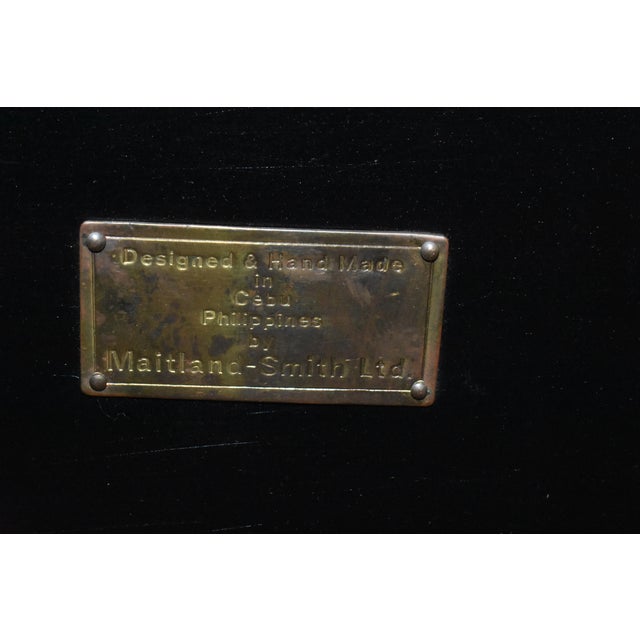 Designed & Hand Made
in
Cebu
Philippines
by
Maitland-Smith Ltd.